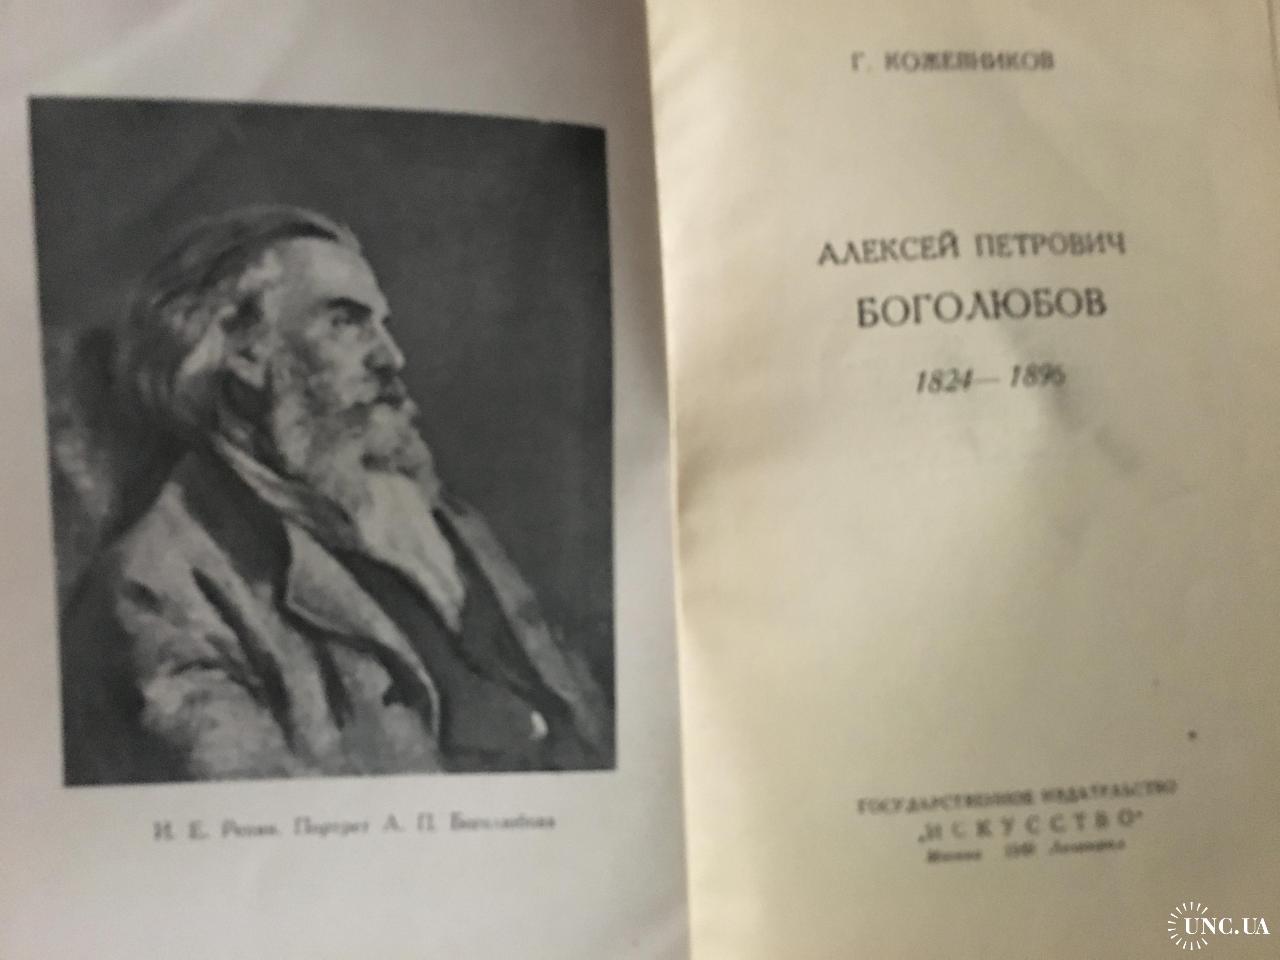 И. Е. Репин. Портрет А. П. Боголюбова
Г. КОЖЕВНИКОВ
АЛЕКСЕЙ ПЕТРОВИЧ
БОГОЛЮБОВ
1824— 1896
ГОСУДАРСТВЕННОЕ ИЗДАТЕЛЬСТВО
„ИСКУССТВО“
Москва Ленинград
UNC.UA